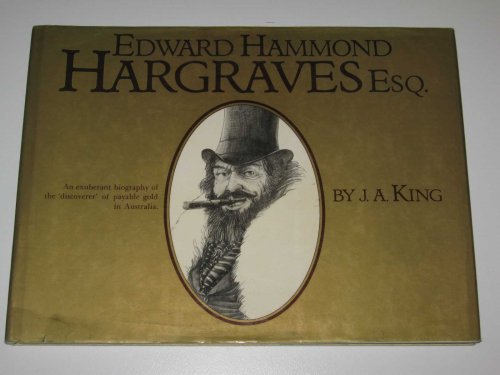 EDWARD HAMMOND
HARGRAVES ESQ.
An exuberant biography of
the 'discoverer' of payable gold
in Australia.
BY J. A. KING